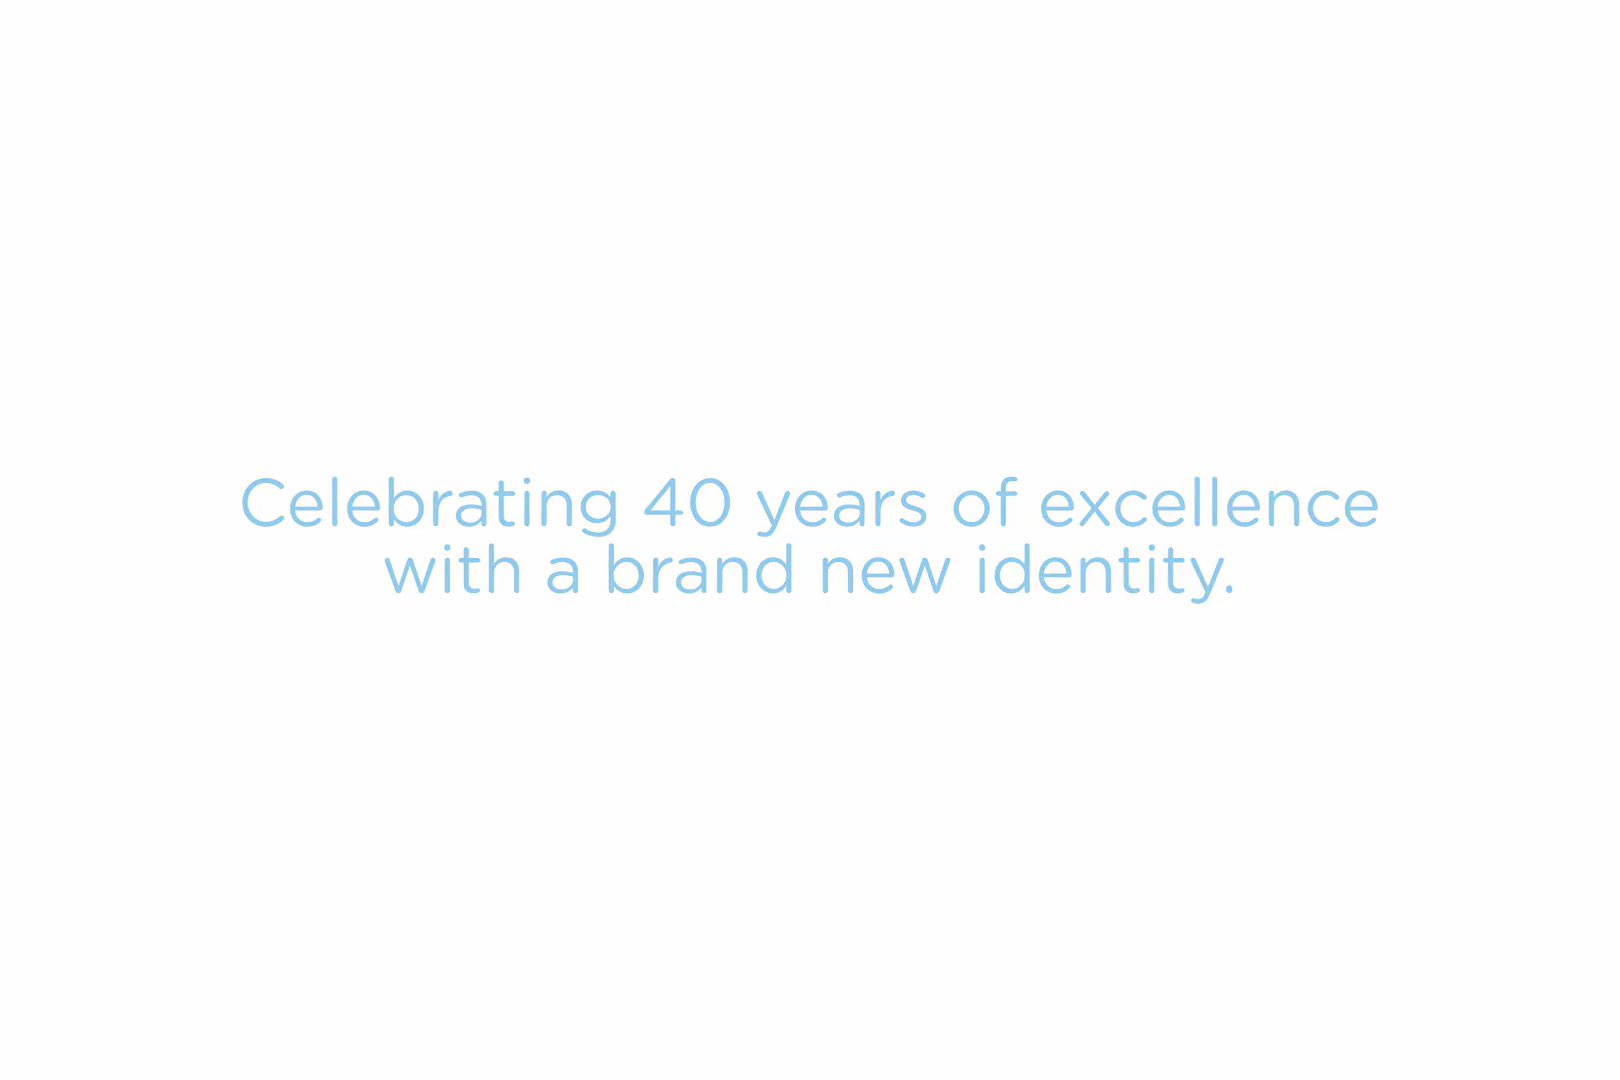 Celebrating 40 years of excellence
with a brand new identity.